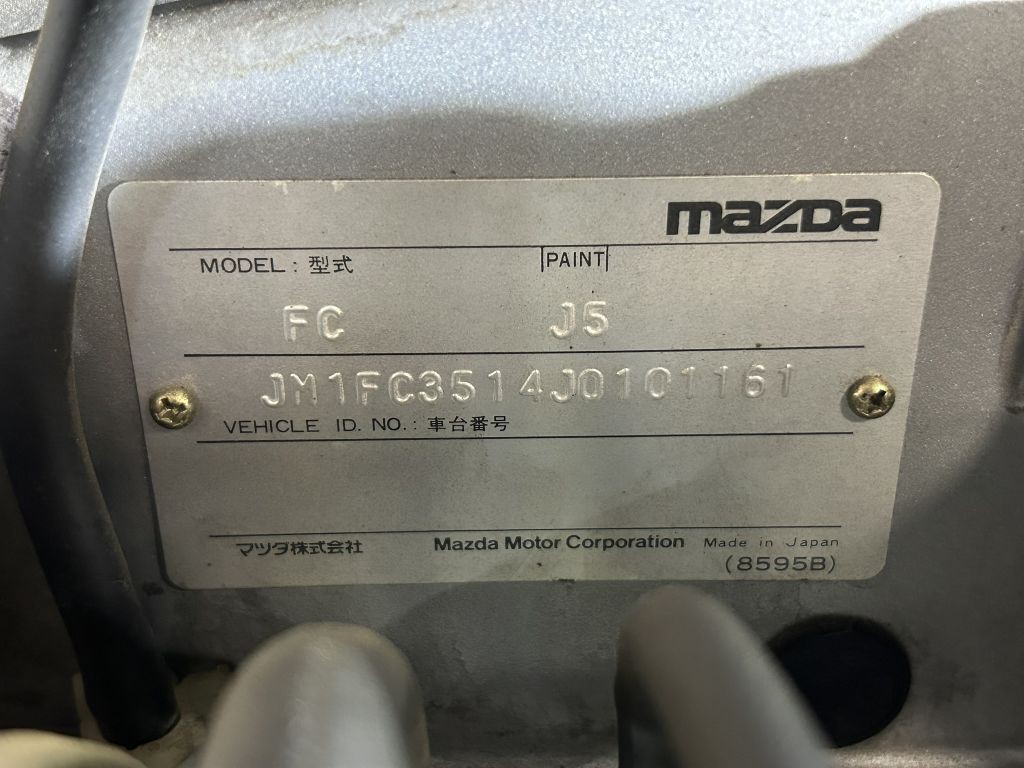 mazda
MODEL : 型式 PAINT
FC J5
JM1FC3514J0101161
VEHICLE ID. NO. : 車台番号
マツダ株式会社 Mazda Motor Corporation Made in Japan
(8595B)